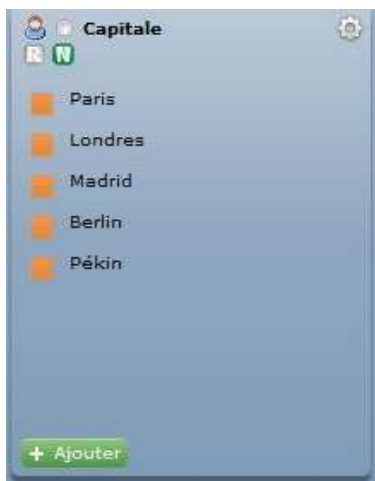 Capitale
R N
Paris
Londres
Madrid
Berlin
Pékin
+ Ajouter